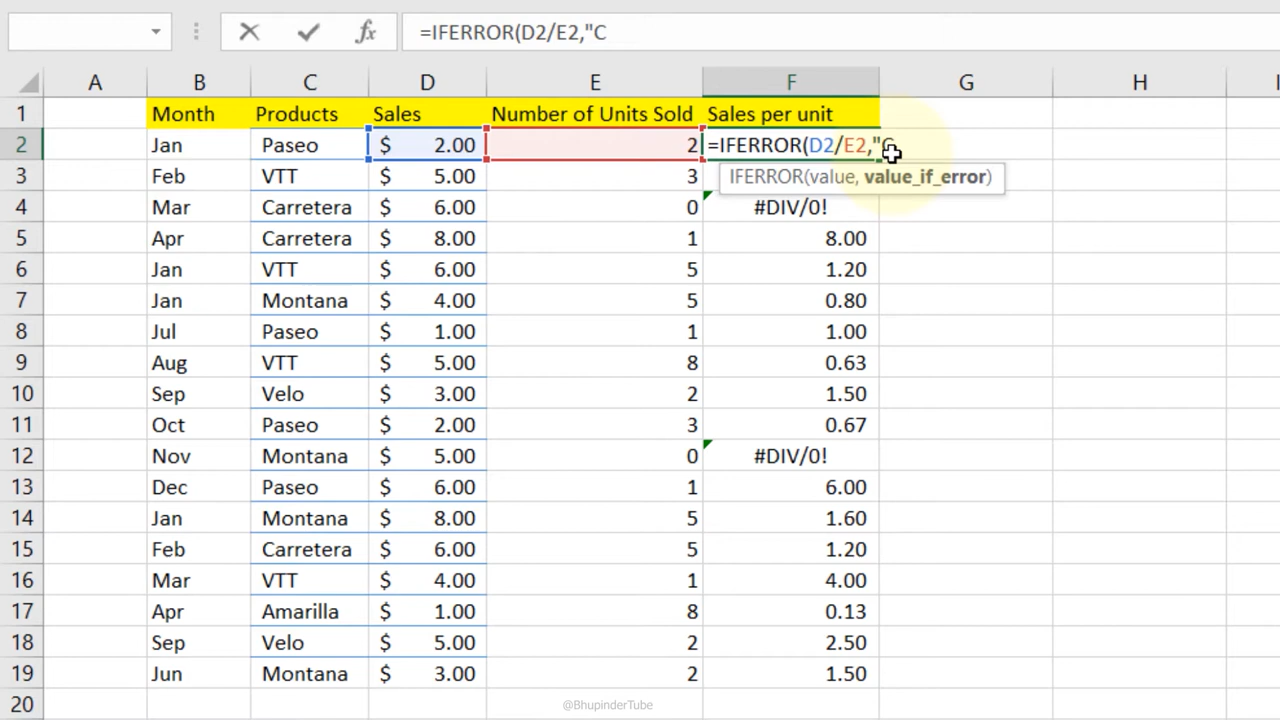 =IFERROR(D2/E2,"C
A B C D E F G H
1 Month Products Sales Number of Units Sold Sales per unit
2 Jan Paseo $ 2.00 2 =IFERROR(D2/E2,"C
3 Feb VTT $ 5.00 3 IFERROR(value, value_if_error)
4 Mar Carretera $ 6.00 0 #DIV/0!
5 Apr Carretera $ 8.00 1 8.00
6 Jan VTT $ 6.00 5 1.20
7 Jan Montana $ 4.00 5 0.80
8 Jul Paseo $ 1.00 1 1.00
9 Aug VTT $ 5.00 8 0.63
10 Sep Velo $ 3.00 2 1.50
11 Oct Paseo $ 2.00 3 0.67
12 Nov Montana $ 5.00 0 #DIV/0!
13 Dec Paseo $ 6.00 1 6.00
14 Jan Montana $ 8.00 5 1.60
15 Feb Carretera $ 6.00 5 1.20
16 Mar VTT $ 4.00 1 4.00
17 Apr Amarilla $ 1.00 8 0.13
18 Sep Velo $ 5.00 2 2.50
19 Jun Montana $ 3.00 2 1.50
20
@BhupinderTube